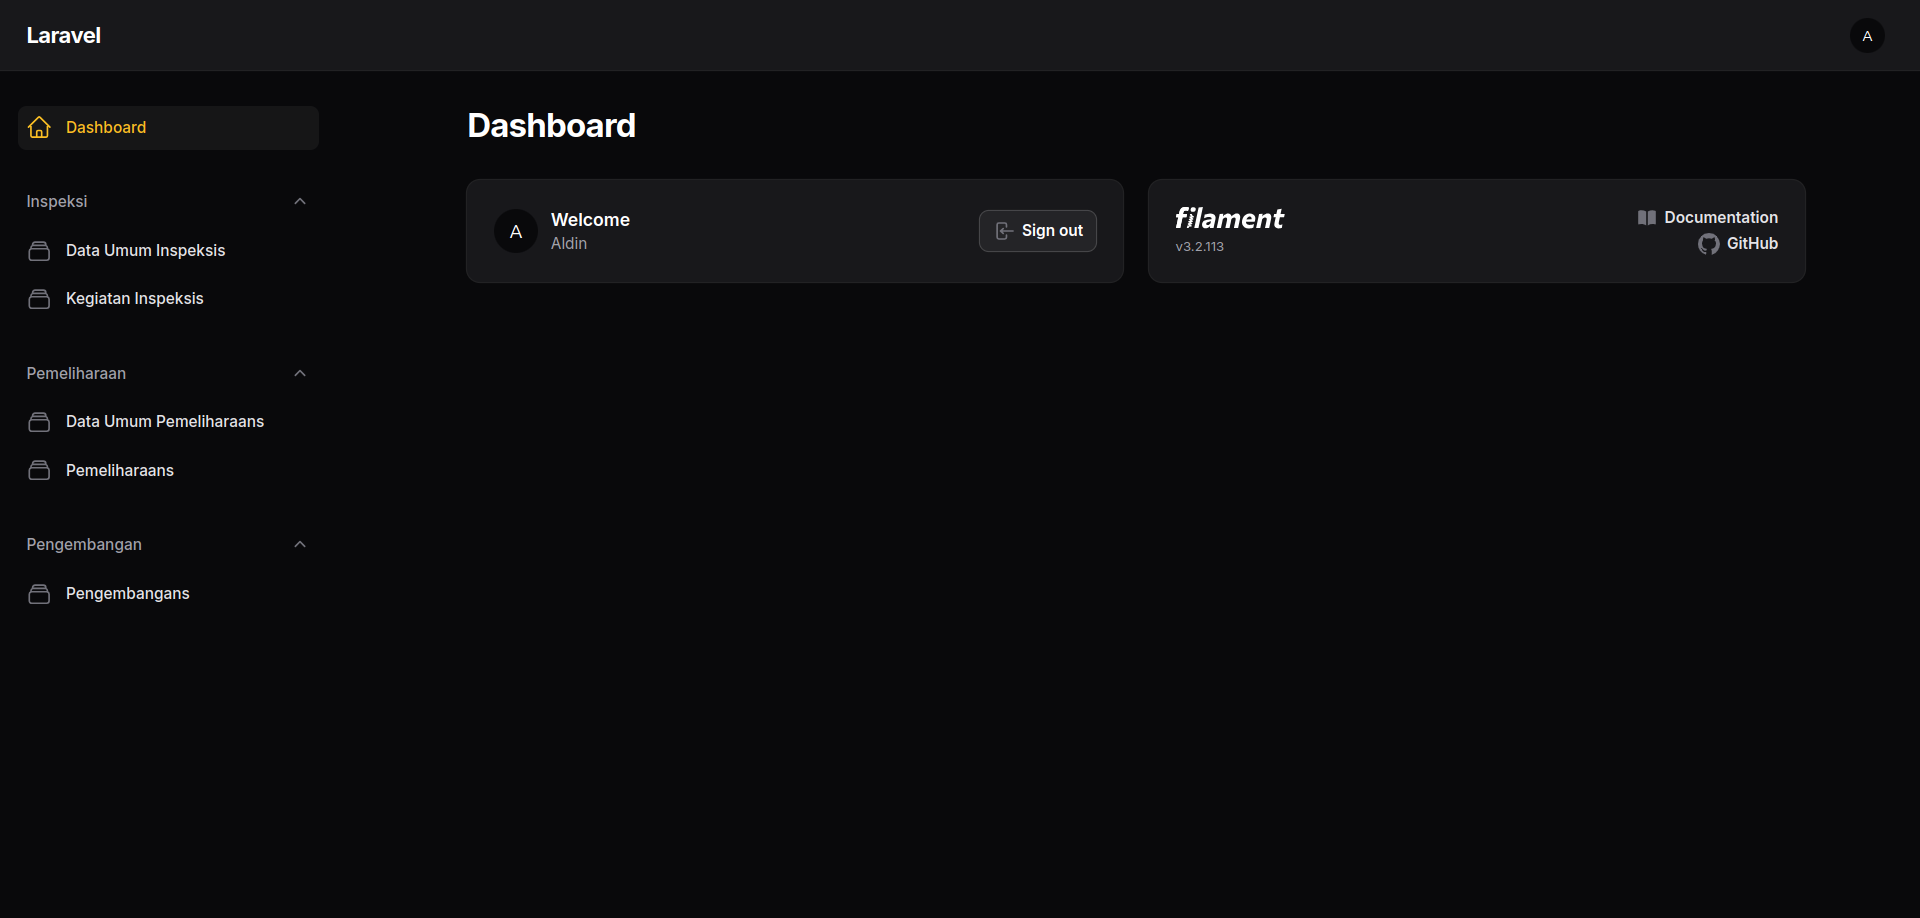 Laravel
A
Dashboard
Inspeksi
Data Umum Inspeksis
Kegiatan Inspeksis
Pemeliharaan
Data Umum Pemeliharaans
Pemeliharaans
Pengembangan
Pengembangans
Dashboard
A
Welcome
Aldin
Sign out
filament
v3.2.113
Documentation
GitHub